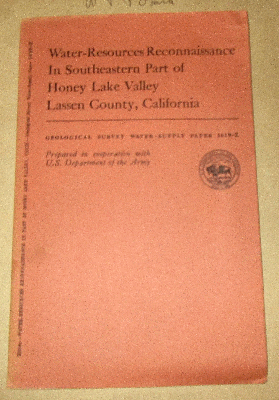 Water-Resources Reconnaissance
In Southeastern Part of
Honey Lake Valley
Lassen County, California
GEOLOGICAL SURVEY WATER-SUPPLY PAPER 1619-Z
Prepared in cooperation with
U.S. Department of the Army